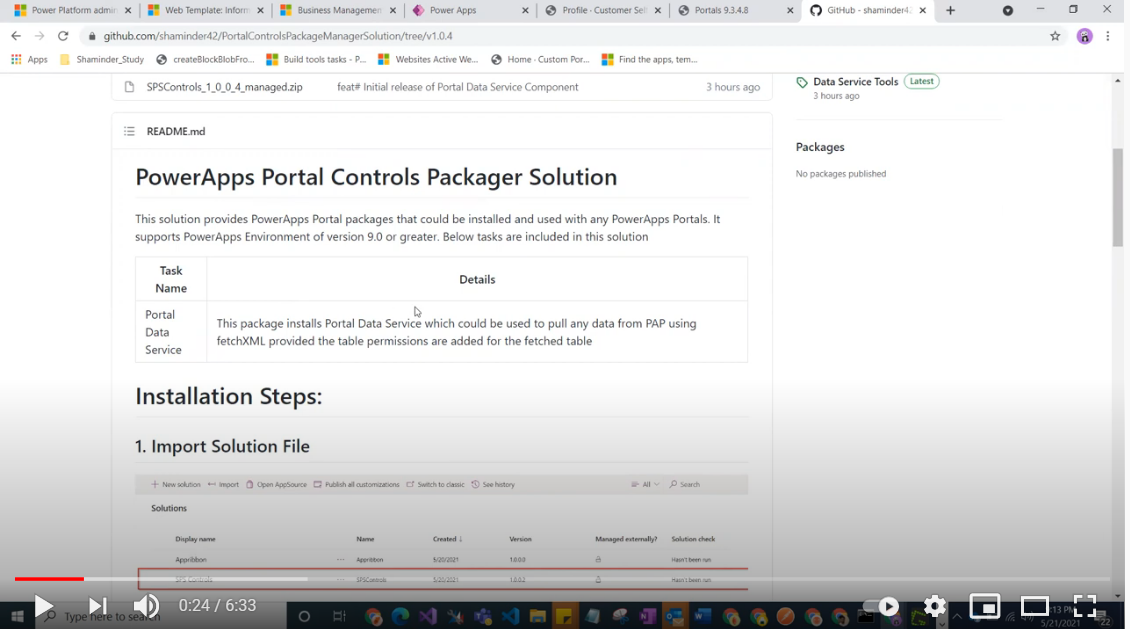 Power Platform admin
Web Template: Inform
Business Managemen
Power Apps
Profile - Customer Sel
Portals 9.3.4.8
GitHub - shaminder42
github.com/shaminder42/PortalControlsPackageManagerSolution/tree/v1.0.4
Apps
Shaminder_Study
createBlockBlobFro...
Build tools tasks - P...
Websites Active We...
Home · Custom Por...
Find the apps, tem...
SPSControls_1_0_0_4_managed.zip
feat# Initial release of Portal Data Service Component
3 hours ago
Data Service Tools Latest
3 hours ago
README.md
Packages
No packages published
PowerApps Portal Controls Packager Solution
This solution provides PowerApps Portal packages that could be installed and used with any PowerApps Portals. It
supports PowerApps Environment of version 9.0 or greater. Below tasks are included in this solution
Task
Name
Details
Portal
Data
Service
This package installs Portal Data Service which could be used to pull any data from PAP using
fetchXML provided the table permissions are added for the fetched table
Installation Steps:
1. Import Solution File
New solution
Import
Open AppSource
Publish all customizations
Switch to classic
See history
All
Search
Solutions
Display name Name Created ↓ Version Managed externally? Solution check
Appribbon ... Appribbon 5/20/2021 1.0.0.0 Hasn't been run
SPS Controls ... SPSControls 5/20/2021 1.0.0.2 Hasn't been run
0:24 / 6:33
Type here to search
:13 PM
5/21/2021
22